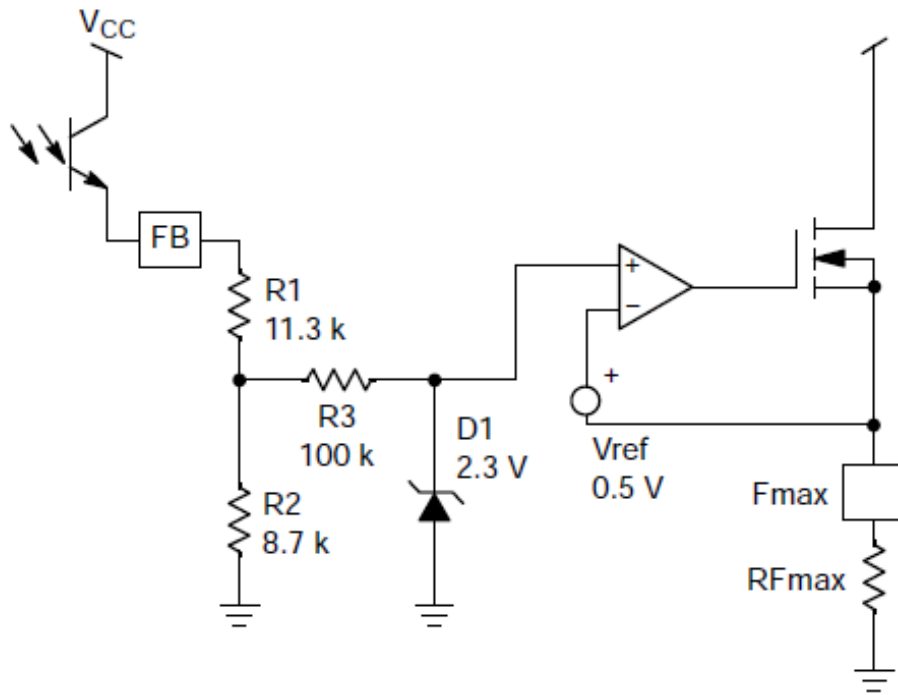 VCC
FB
R1
11.3 k
R3
100 k
R2
8.7 k
D1
2.3 V
+
−
+
Vref
0.5 V
Fmax
RFmax